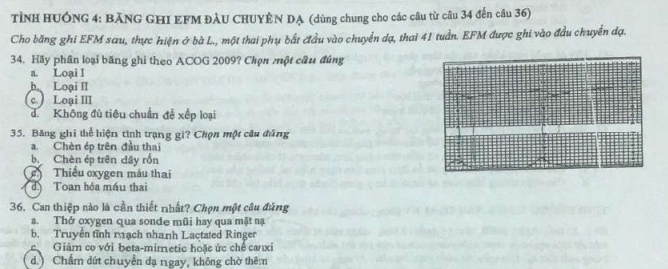 TÌNH HUỐNG 4: BĂNG GHI EFM ĐẦU CHUYỂN DẠ (dùng chung cho các câu từ câu 34 đến câu 36)
Cho băng ghi EFM sau, thực hiện ở bà L., một thai phụ bắt đầu vào chuyển dạ, thai 41 tuần. EFM được ghi vào đầu chuyển dạ.
34. Hãy phân loại băng ghi theo ACOG 2009? Chọn một câu đúng
a. Loại I
b. Loại II
c. Loại III
d. Không đủ tiêu chuẩn để xếp loại
35. Băng ghi thể hiện tình trạng gì? Chọn một câu đúng
a. Chèn ép trên đầu thai
b. Chèn ép trên dây rốn
c. Thiếu oxygen máu thai
d. Toan hóa máu thai
36. Can thiệp nào là cần thiết nhất? Chọn một câu đúng
a. Thở oxygen qua sonde mũi hay qua mặt nạ
b. Truyền tĩnh mạch nhanh Lactated Ringer
c. Giảm co với beta-mimetic hoặc ức chế canxi
d. Chấm dứt chuyển dạ ngay, không chờ thêm